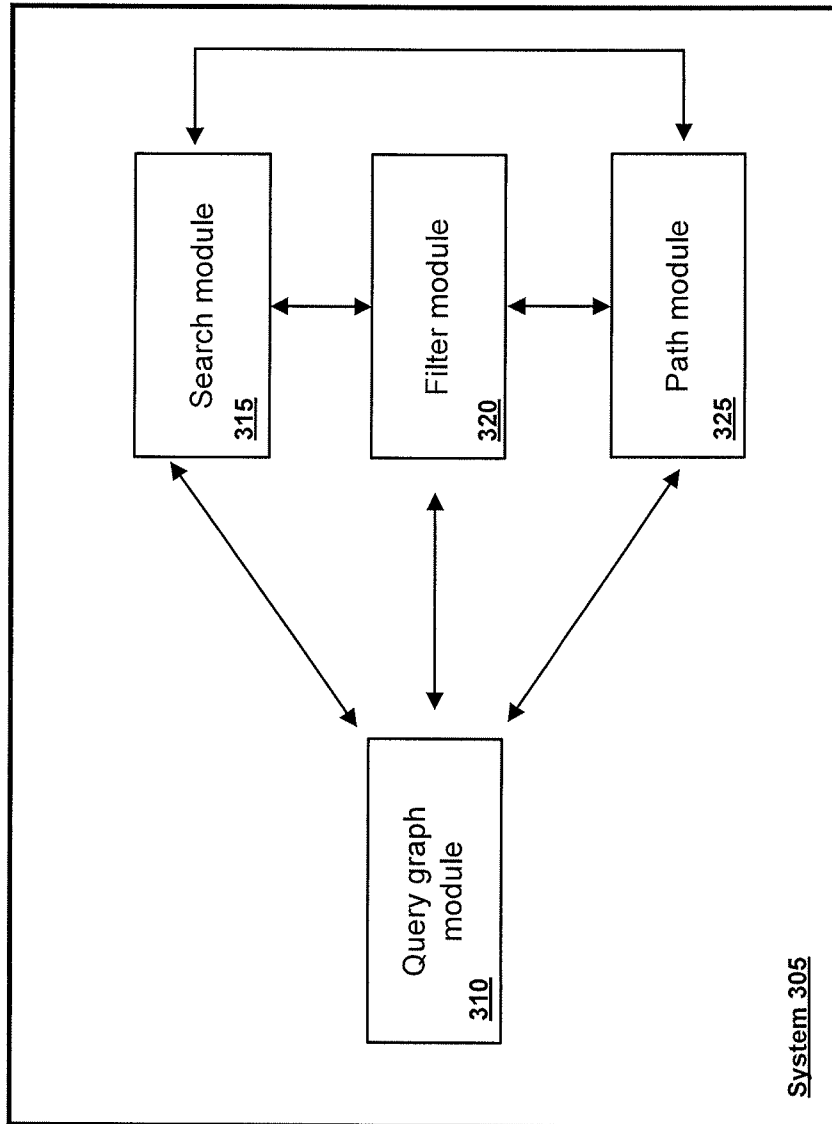 Query graph
module
310
Search module
315
Filter module
320
Path module
325
System 305